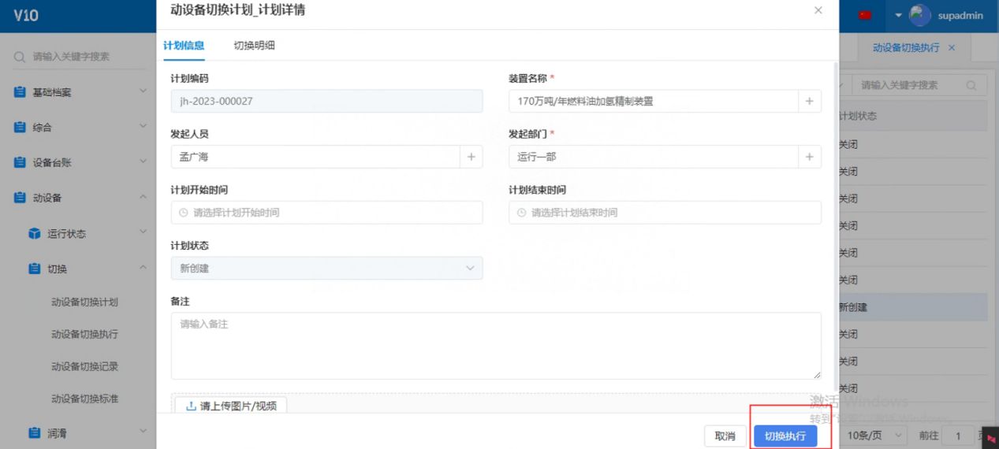 V10
动设备切换计划_计划详情
supadmin
请输入关键字搜索
计划信息
切换明细
动设备切换执行
基础档案
综合
设备台账
动设备
运行状态
切换
动设备切换计划
动设备切换执行
动设备切换记录
动设备切换标准
润滑
计划编码
jh-2023-000027
装置名称 *
170万吨/年燃料油加氢精制装置
发起人员
孟广海
发起部门 *
运行一部
计划开始时间
请选择计划开始时间
计划结束时间
请选择计划结束时间
计划状态
新创建
备注
请输入备注
请上传图片/视频
取消
切换执行
请输入关键字搜索
计划状态
关闭
关闭
关闭
关闭
关闭
关闭
新创建
关闭
关闭
关闭
激活 Windows
10条/页
前往
1